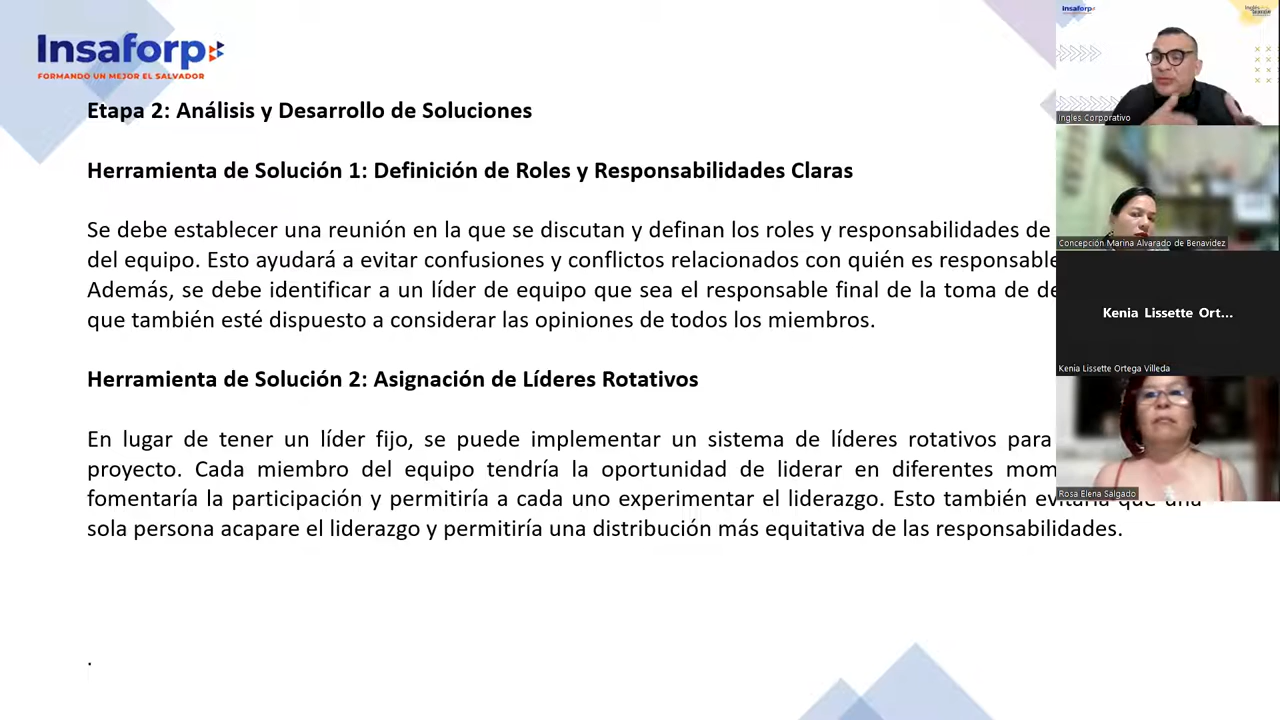 Insaforp
FORMANDO UN MEJOR EL SALVADOR
Etapa 2: Análisis y Desarrollo de Soluciones
Herramienta de Solución 1: Definición de Roles y Responsabilidades Claras
Se debe establecer una reunión en la que se discutan y definan los roles y responsabilidades de
del equipo. Esto ayudará a evitar confusiones y conflictos relacionados con quién es responsable
Además, se debe identificar a un líder de equipo que sea el responsable final de la toma de de
que también esté dispuesto a considerar las opiniones de todos los miembros.
Herramienta de Solución 2: Asignación de Líderes Rotativos
En lugar de tener un líder fijo, se puede implementar un sistema de líderes rotativos para
proyecto. Cada miembro del equipo tendría la oportunidad de liderar en diferentes mom
fomentaría la participación y permitiría a cada uno experimentar el liderazgo. Esto también evitaría que una
sola persona acapare el liderazgo y permitiría una distribución más equitativa de las responsabilidades.
.
Insaforp
Ingles Corporativo
Concepción Marina Alvarado de Benavidez
Kenia Lissette Ort...
Kenia Lissette Ortega Villeda
Rosa Elena Salgado